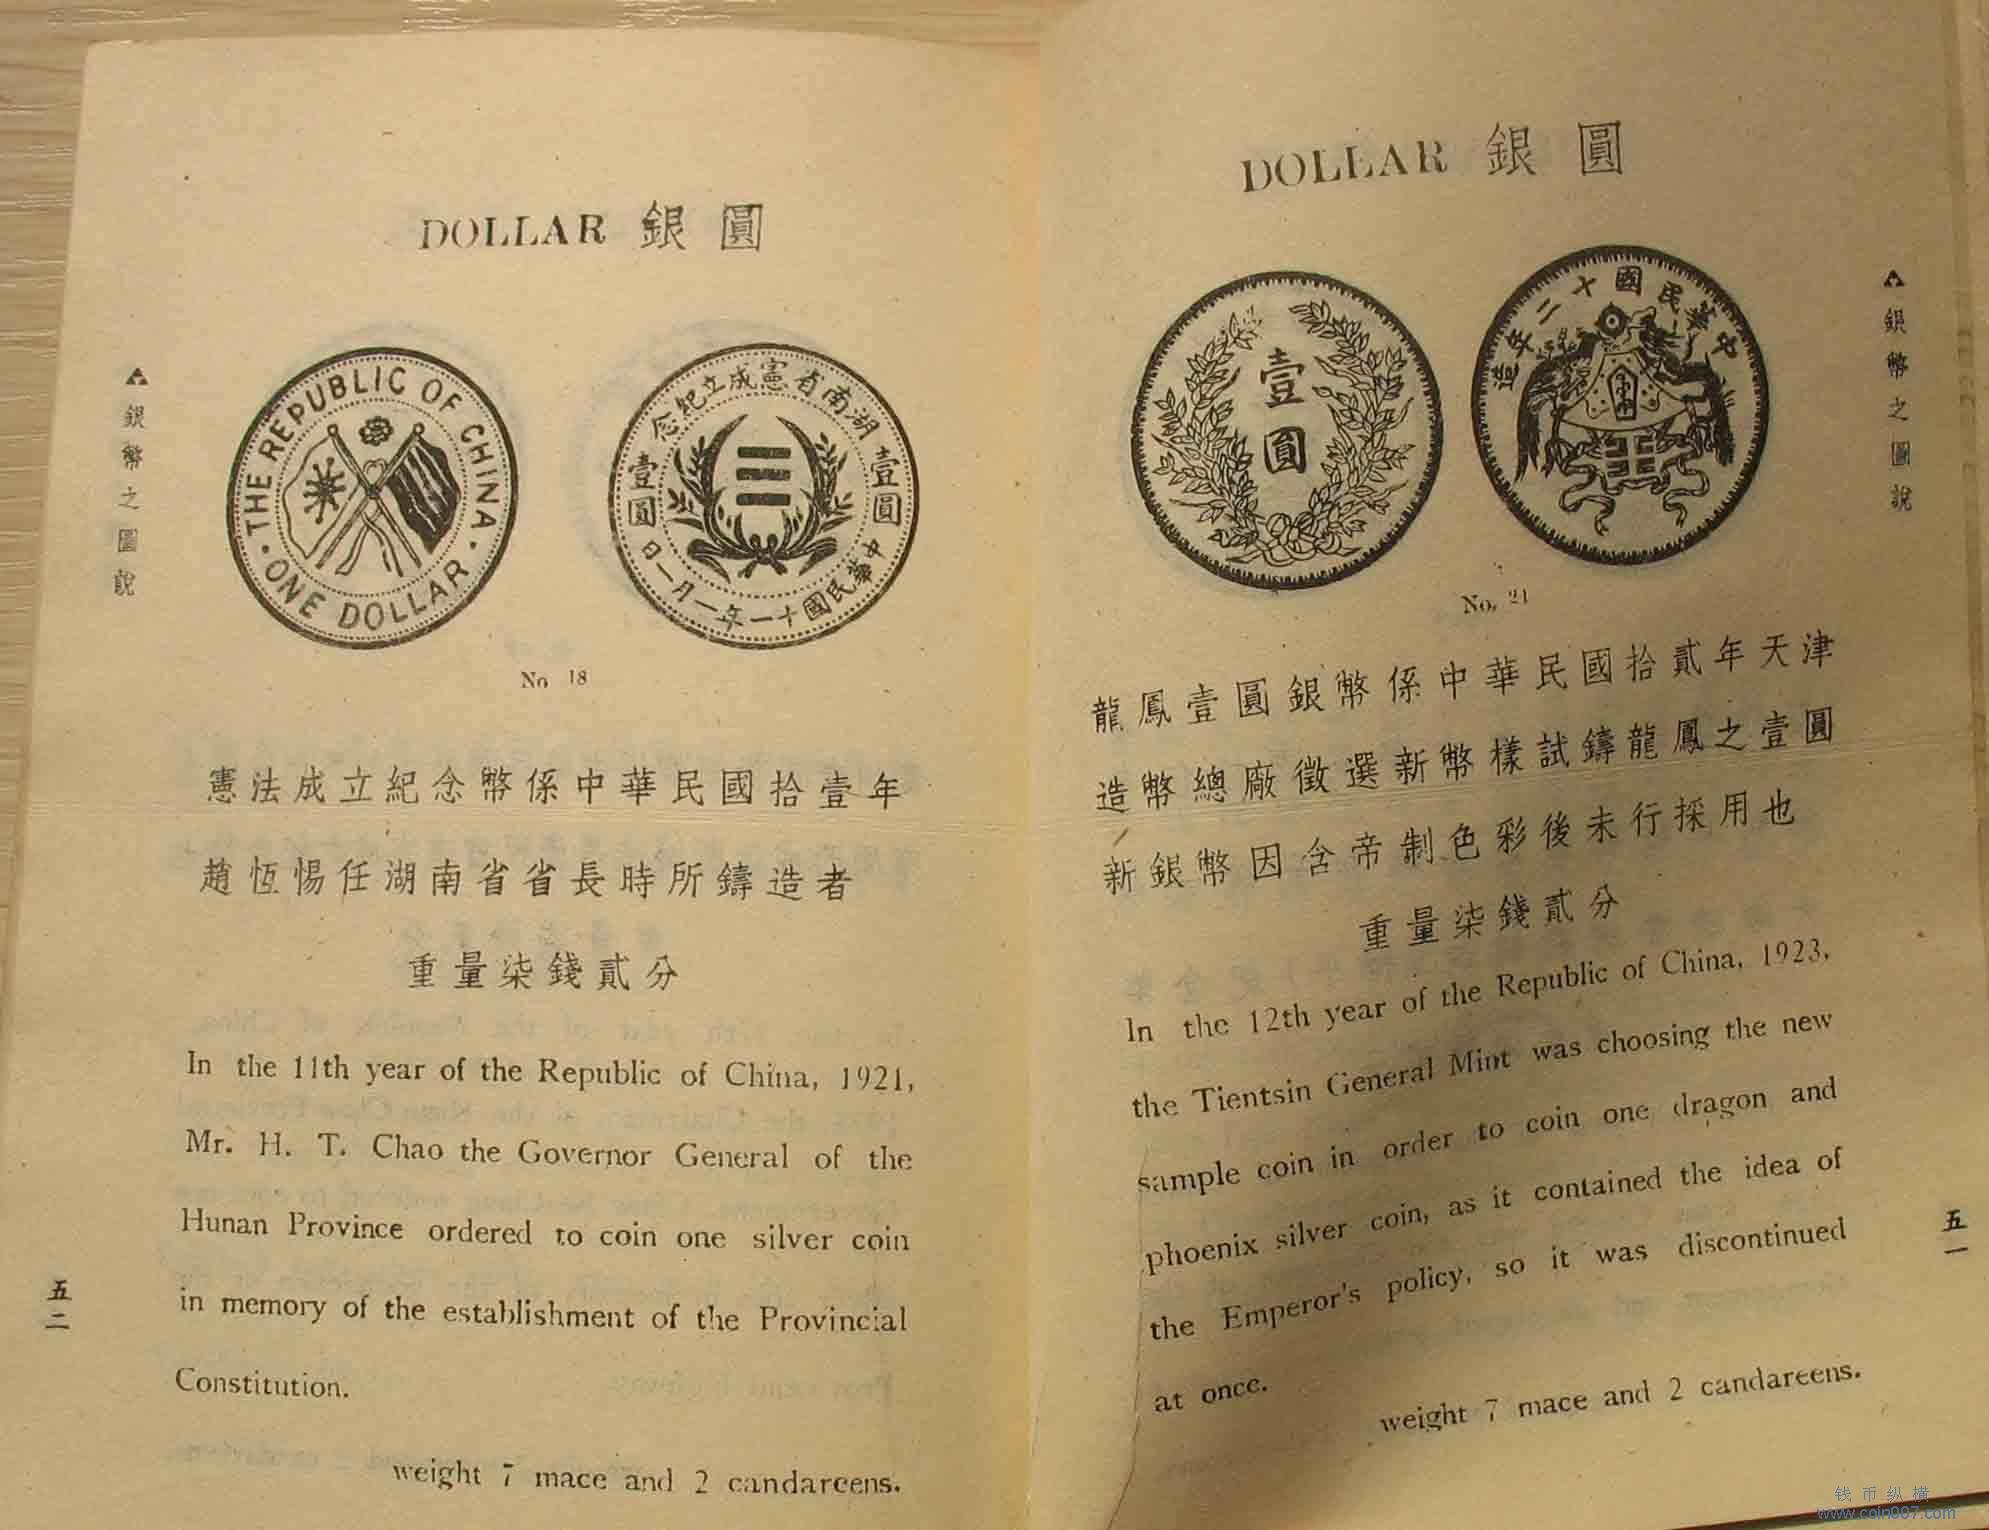 DOLLAR 銀圓
銀幣之圖說
THE REPUBLIC OF CHINA
ONE DOLLAR
湖南省憲成立紀念
壹圓
壹圓
中華民國十一年一月一日
No 18
憲法成立紀念幣係中華民國拾壹年
趙恆惕任湖南省省長時所鑄造者
重量柒錢貳分
In the 11th year of the Republic of China, 1921,
Mr. H. T. Chao the Governor General of the
Hunan Province ordered to coin one silver coin
in memory of the establishment of the Provincial
Constitution.
weight 7 mace and 2 candareens.
五二
DOLLAR 銀圓
銀幣之圖說
壹圓
中華民國十二年造
No. 21
龍鳳壹圓銀幣係中華民國拾貳年天津
造幣總廠徵選新幣樣試鑄龍鳳之壹圓
新銀幣因含帝制色彩後未行採用也
重量柒錢貳分
In the 12th year of the Republic of China, 1923,
the Tientsin General Mint was choosing the new
sample coin in order to coin one dragon and
phoenix silver coin, as it contained the idea of
the Emperor's policy, so it was discontinued
at once.
weight 7 mace and 2 candareens.
五一
钱币纵横
www.coin007.com